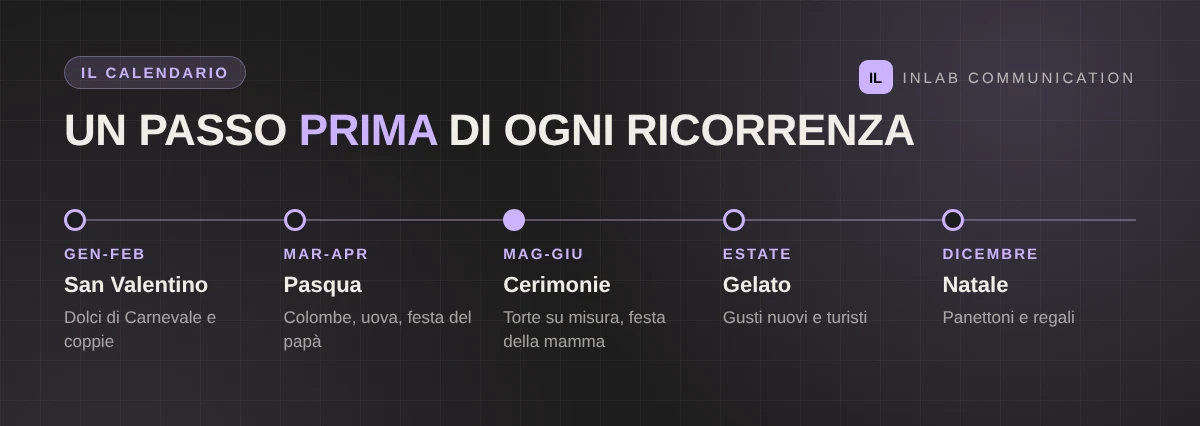 IL CALENDARIO
IL INLAB COMMUNICATION
UN PASSO PRIMA DI OGNI RICORRENZA
GEN-FEB
San Valentino
Dolci di Carnevale e
coppie
MAR-APR
Pasqua
Colombe, uova, festa del
papà
MAG-GIU
Cerimonie
Torte su misura, festa
della mamma
ESTATE
Gelato
Gusti nuovi e turisti
DICEMBRE
Natale
Panettoni e regali